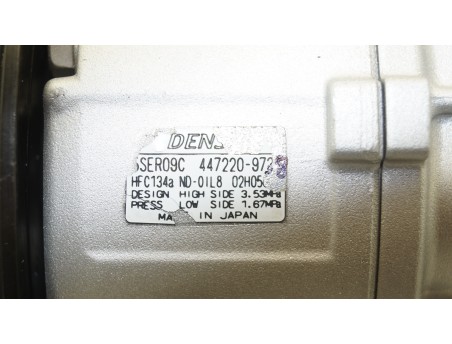 DENS
5SER09C 447220-9738
HFC134a ND-OIL8 02H05
DESIGN HIGH SIDE 3.53MPa
PRESS LOW SIDE 1.67MPa
MA IN JAPAN